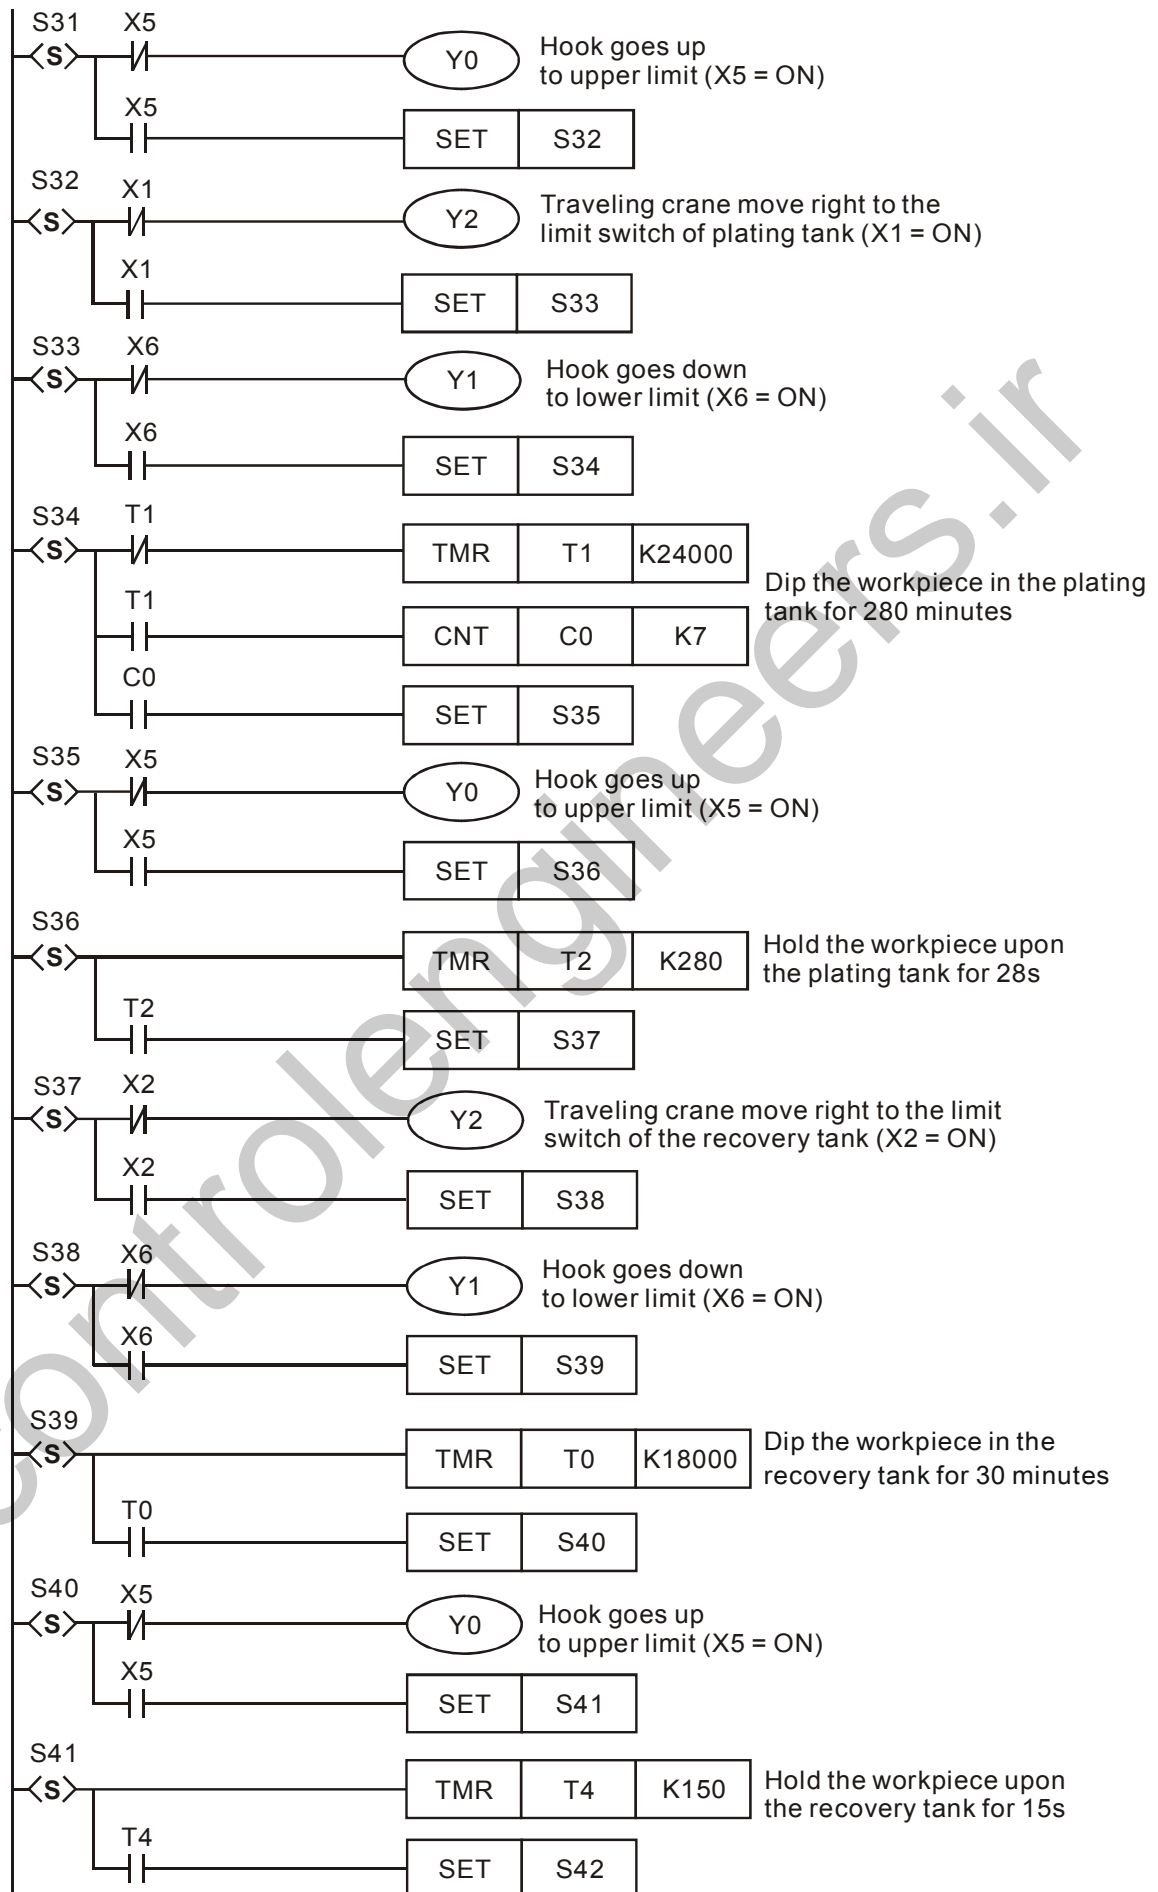 S31 X5
S Y0 Hook goes up
to upper limit (X5 = ON)
X5
SET S32
S32 X1
S Y2 Traveling crane move right to the
limit switch of plating tank (X1 = ON)
X1
SET S33
S33 X6
S Y1 Hook goes down
to lower limit (X6 = ON)
X6
SET S34
S34 T1
S TMR T1 K24000
Dip the workpiece in the plating
tank for 280 minutes
T1
CNT C0 K7
C0
SET S35
S35 X5
S Y0 Hook goes up
to upper limit (X5 = ON)
X5
SET S36
S36
S TMR T2 K280 Hold the workpiece upon
the plating tank for 28s
T2
SET S37
S37 X2
S Y2 Traveling crane move right to the limit
switch of the recovery tank (X2 = ON)
X2
SET S38
S38 X6
S Y1 Hook goes down
to lower limit (X6 = ON)
X6
SET S39
S39
S TMR T0 K18000 Dip the workpiece in the
recovery tank for 30 minutes
T0
SET S40
S40 X5
S Y0 Hook goes up
to upper limit (X5 = ON)
X5
SET S41
S41
S TMR T4 K150 Hold the workpiece upon
the recovery tank for 15s
T4
SET S42
controlengineers.ir